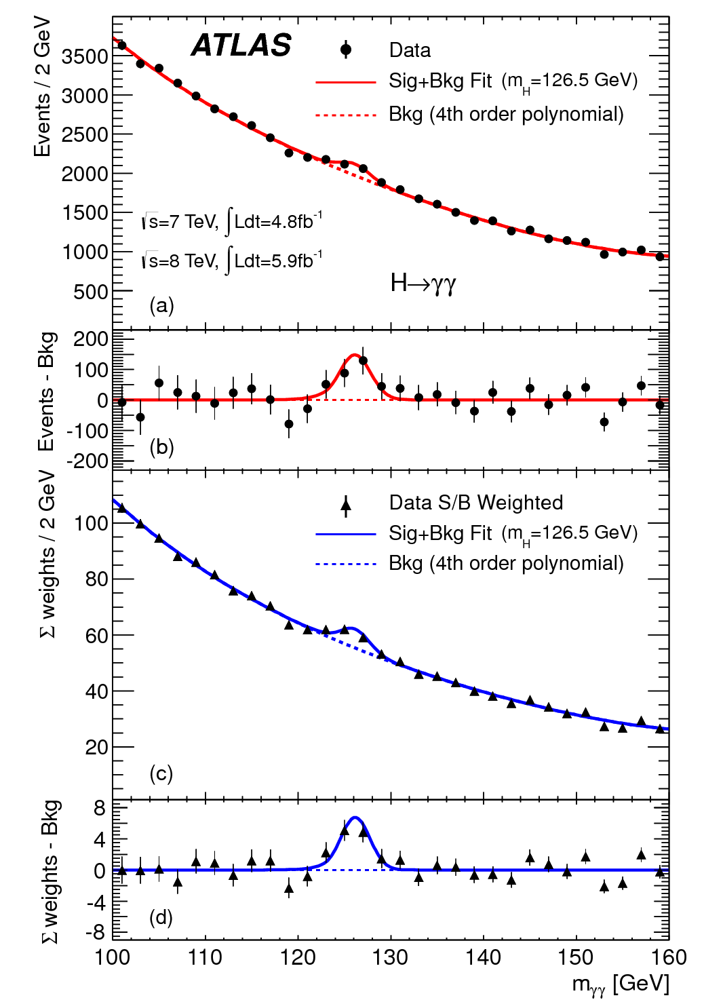 Events / 2 GeV
3500
3000
2500
2000
1500
1000
500
ATLAS
Data
Sig+Bkg Fit (mH=126.5 GeV)
Bkg (4th order polynomial)
√s=7 TeV, ∫Ldt=4.8fb-1
√s=8 TeV, ∫Ldt=5.9fb-1
H→γγ
(a)
Events - Bkg
200
100
0
-100
-200
(b)
Σ weights / 2 GeV
100
80
60
40
20
Data S/B Weighted
Sig+Bkg Fit (mH=126.5 GeV)
Bkg (4th order polynomial)
(c)
Σ weights - Bkg
8
4
0
-4
-8
(d)
100 110 120 130 140 150 160
mγγ [GeV]